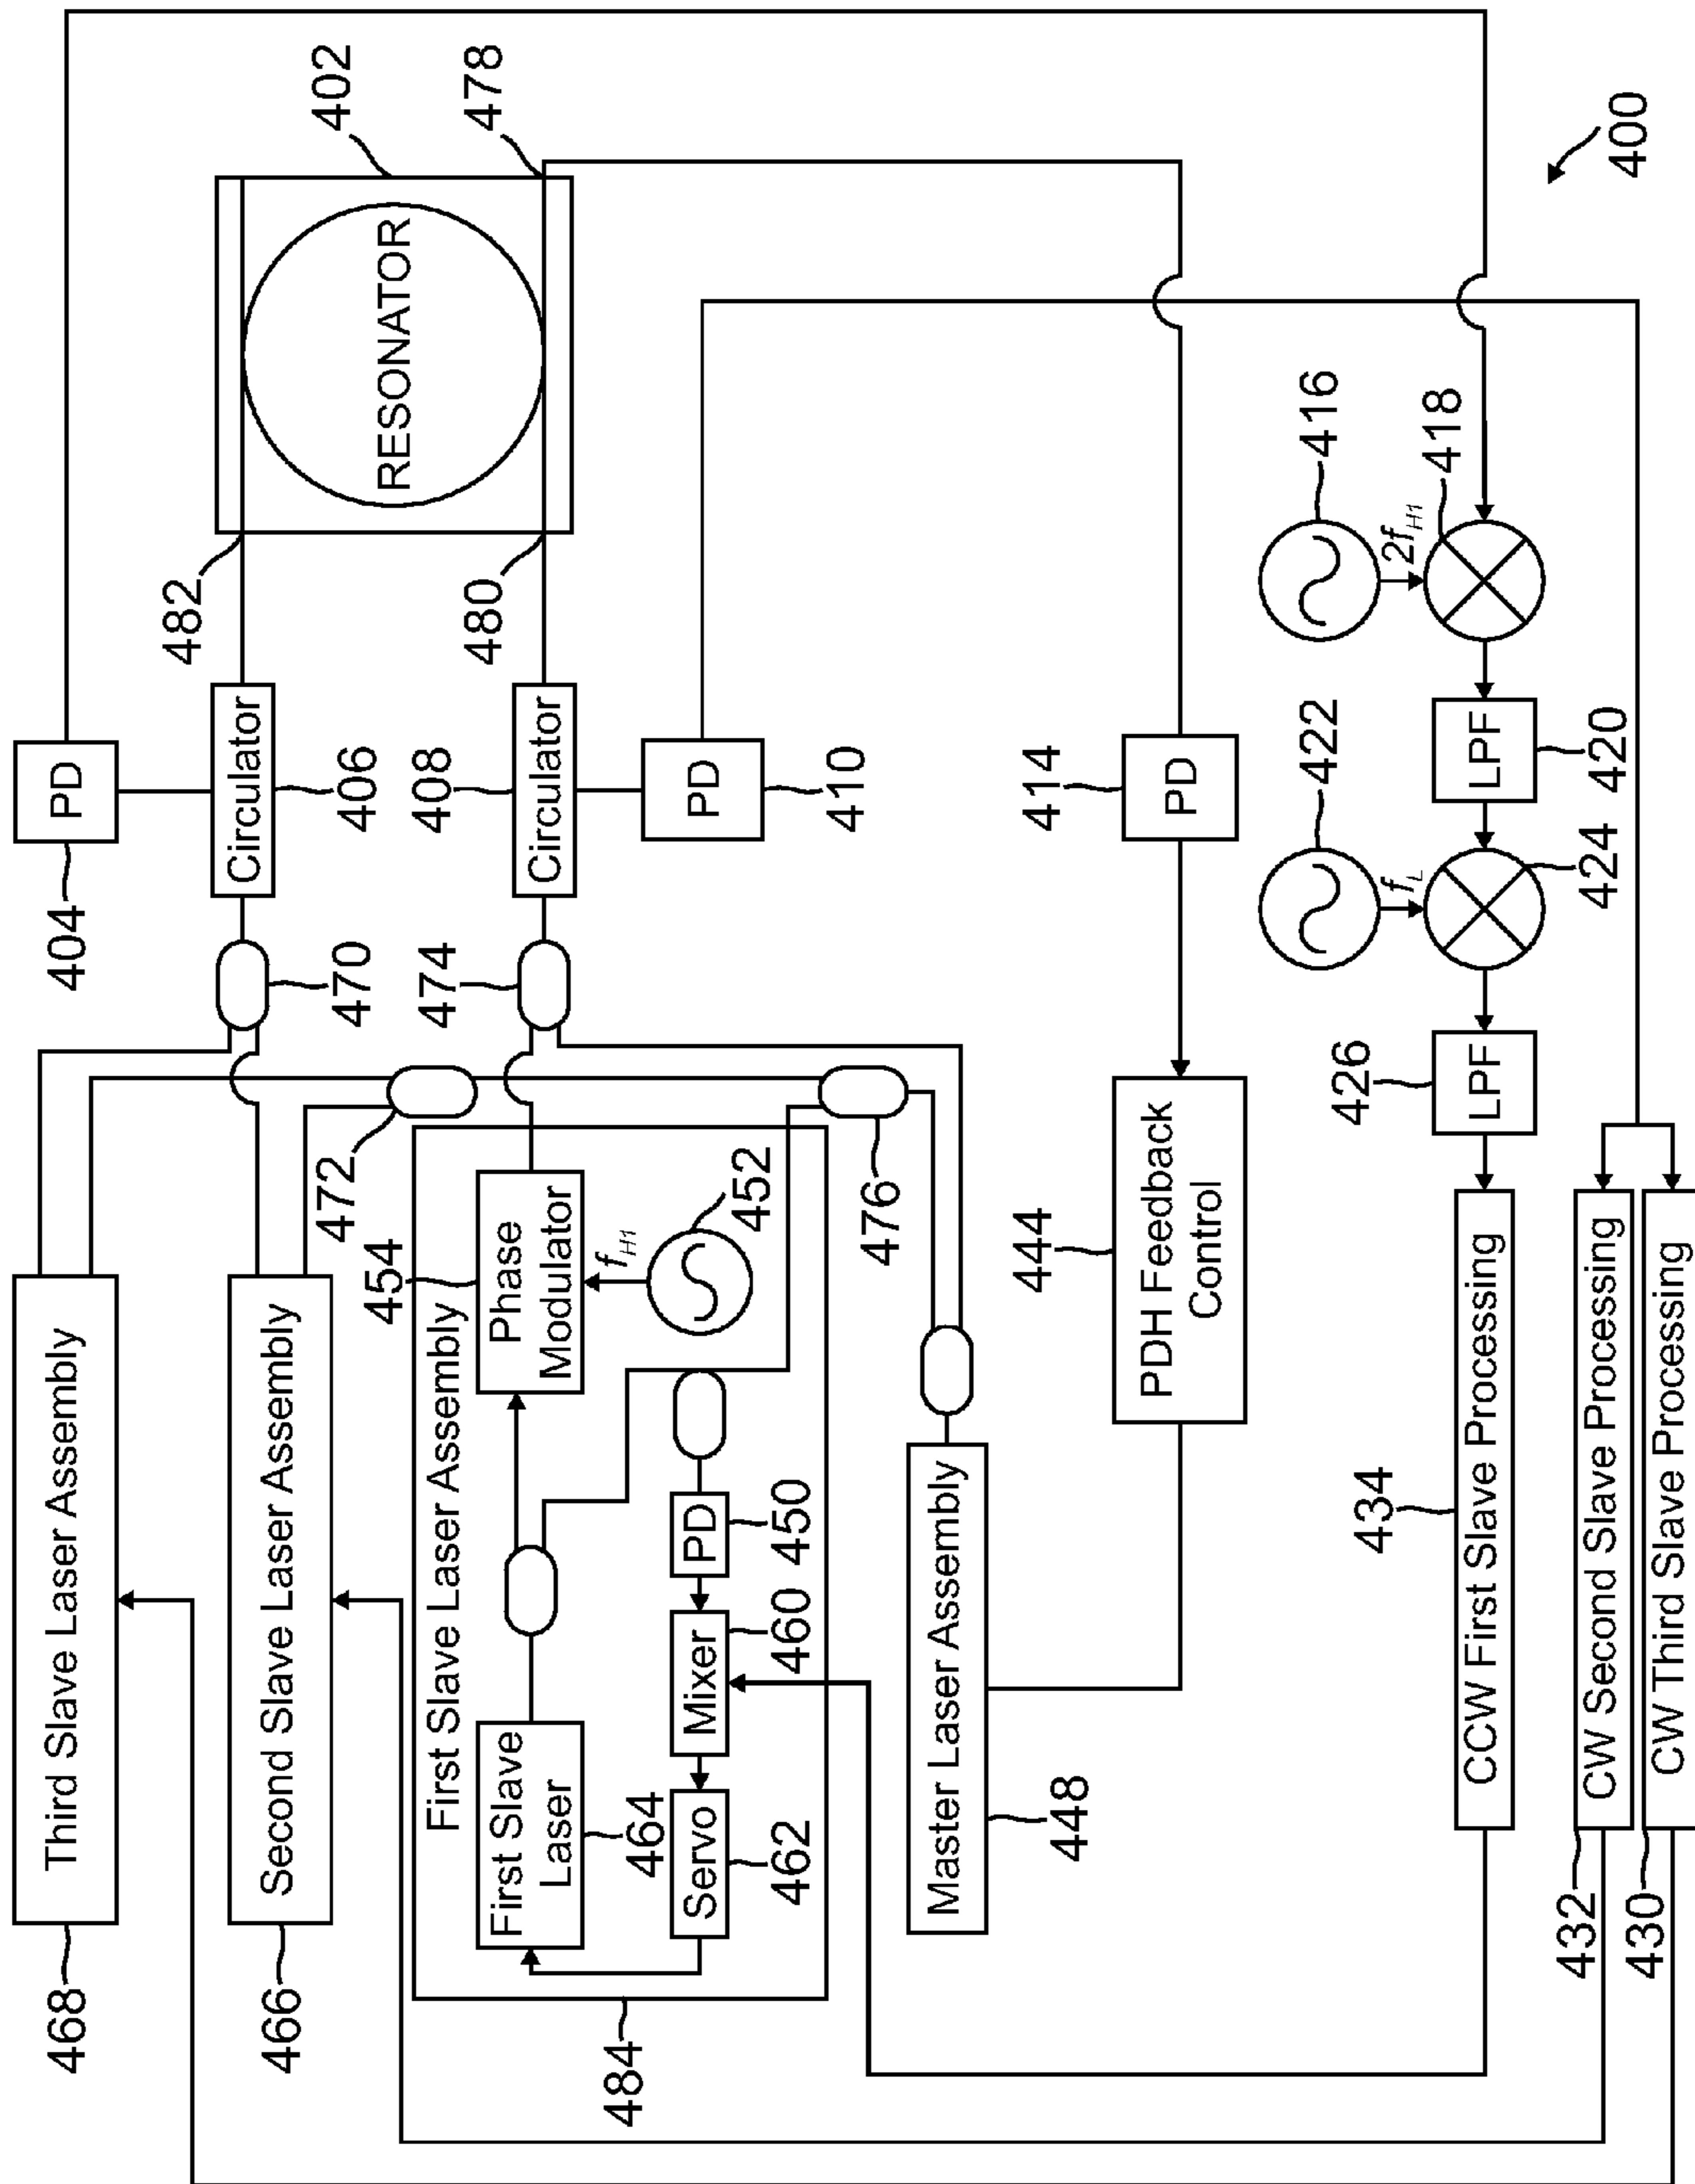 468
Third Slave Laser Assembly
466
Second Slave Laser Assembly
472
470
404
PD
482
Circulator
406
402
RESONATOR
478
480
484
First Slave Laser Assembly
First Slave
Laser
464
454
Phase
Modulator
f_H1
452
Servo
462
Mixer
460
PD
450
474
408
Circulator
476
PD
410
Master Laser Assembly
448
444
PDH Feedback
Control
414
PD
434
CCW First Slave Processing
426
LPF
422
f_L
424
LPF
420
416
2f_H1
418
432
CW Second Slave Processing
430
CW Third Slave Processing
400